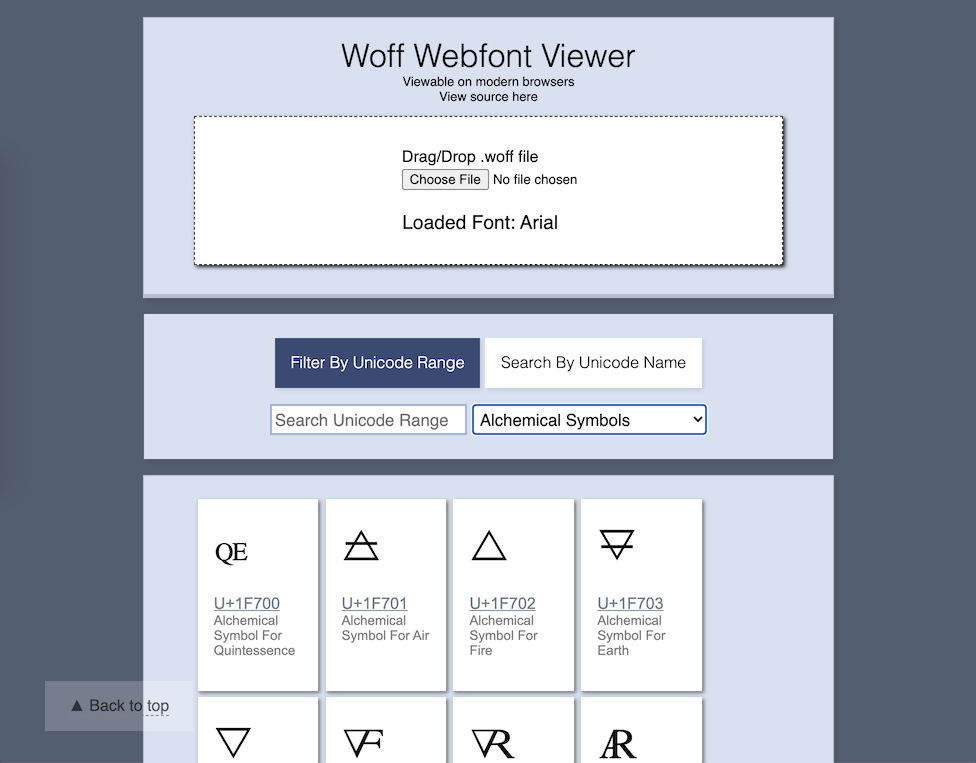 Woff Webfont Viewer
Viewable on modern browsers
View source here
Drag/Drop .woff file
Choose File No file chosen
Loaded Font: Arial
Filter By Unicode Range
Search By Unicode Name
Search Unicode Range
Alchemical Symbols
🜀 🜁 🜂 🜃
U+1F700
Alchemical
Symbol For
Quintessence
U+1F701
Alchemical
Symbol For Air
U+1F702
Alchemical
Symbol For
Fire
U+1F703
Alchemical
Symbol For
Earth
▲ Back to top
🜄 🜅 🜆 🜇